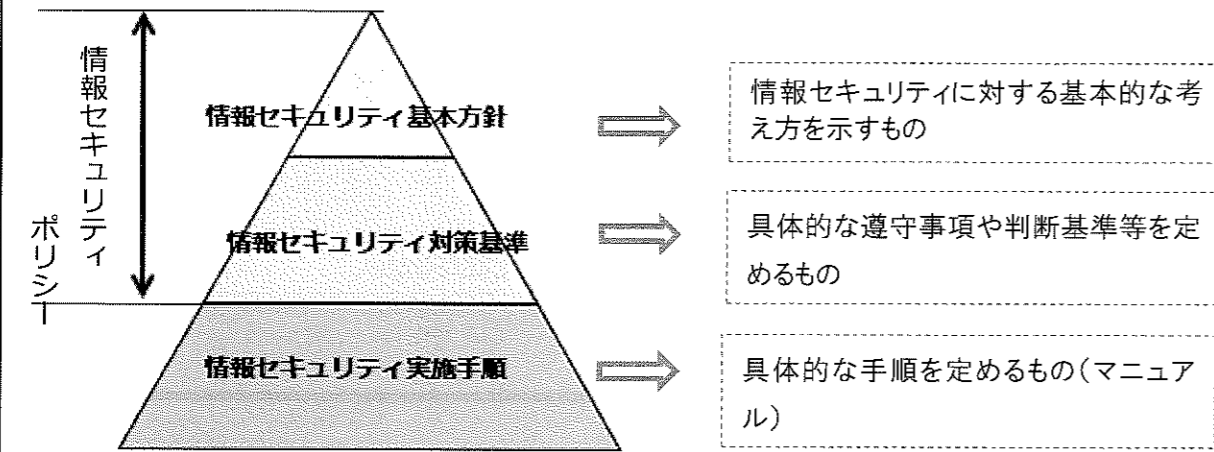 情報セキュリティ
ポリシー
情報セキュリティ基本方針
情報セキュリティに対する基本的な考
え方を示すもの
情報セキュリティ対策基準
具体的な遵守事項や判断基準等を定
めるもの
情報セキュリティ実施手順
具体的な手順を定めるもの(マニュア
ル)